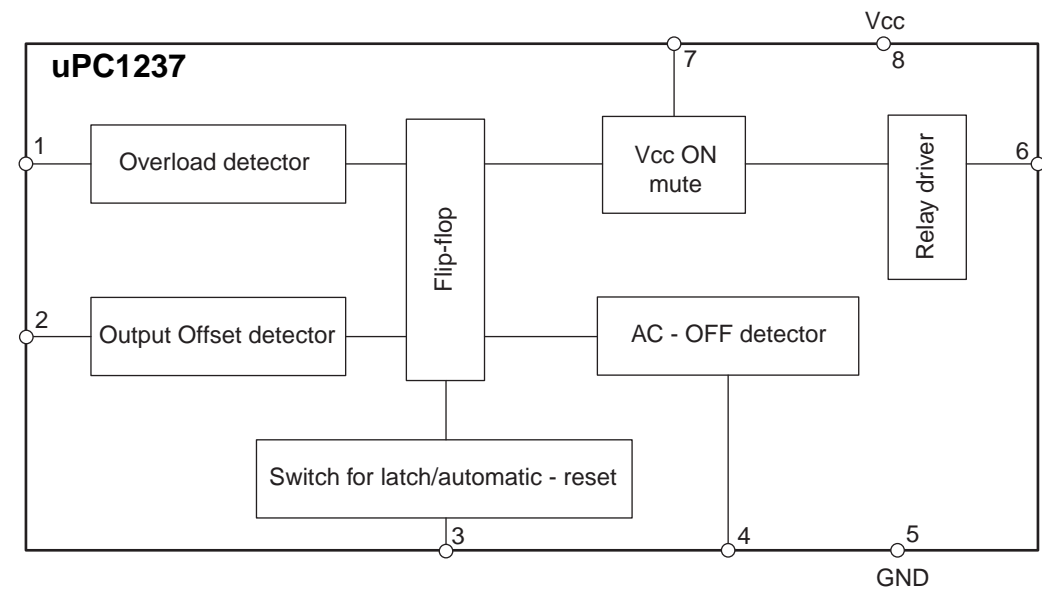 Vcc
uPC1237
7
8
1
Overload detector
Vcc ON
mute
6
Relay driver
Flip-flop
2
Output Offset detector
AC - OFF detector
Switch for latch/automatic - reset
3
4
5
GND